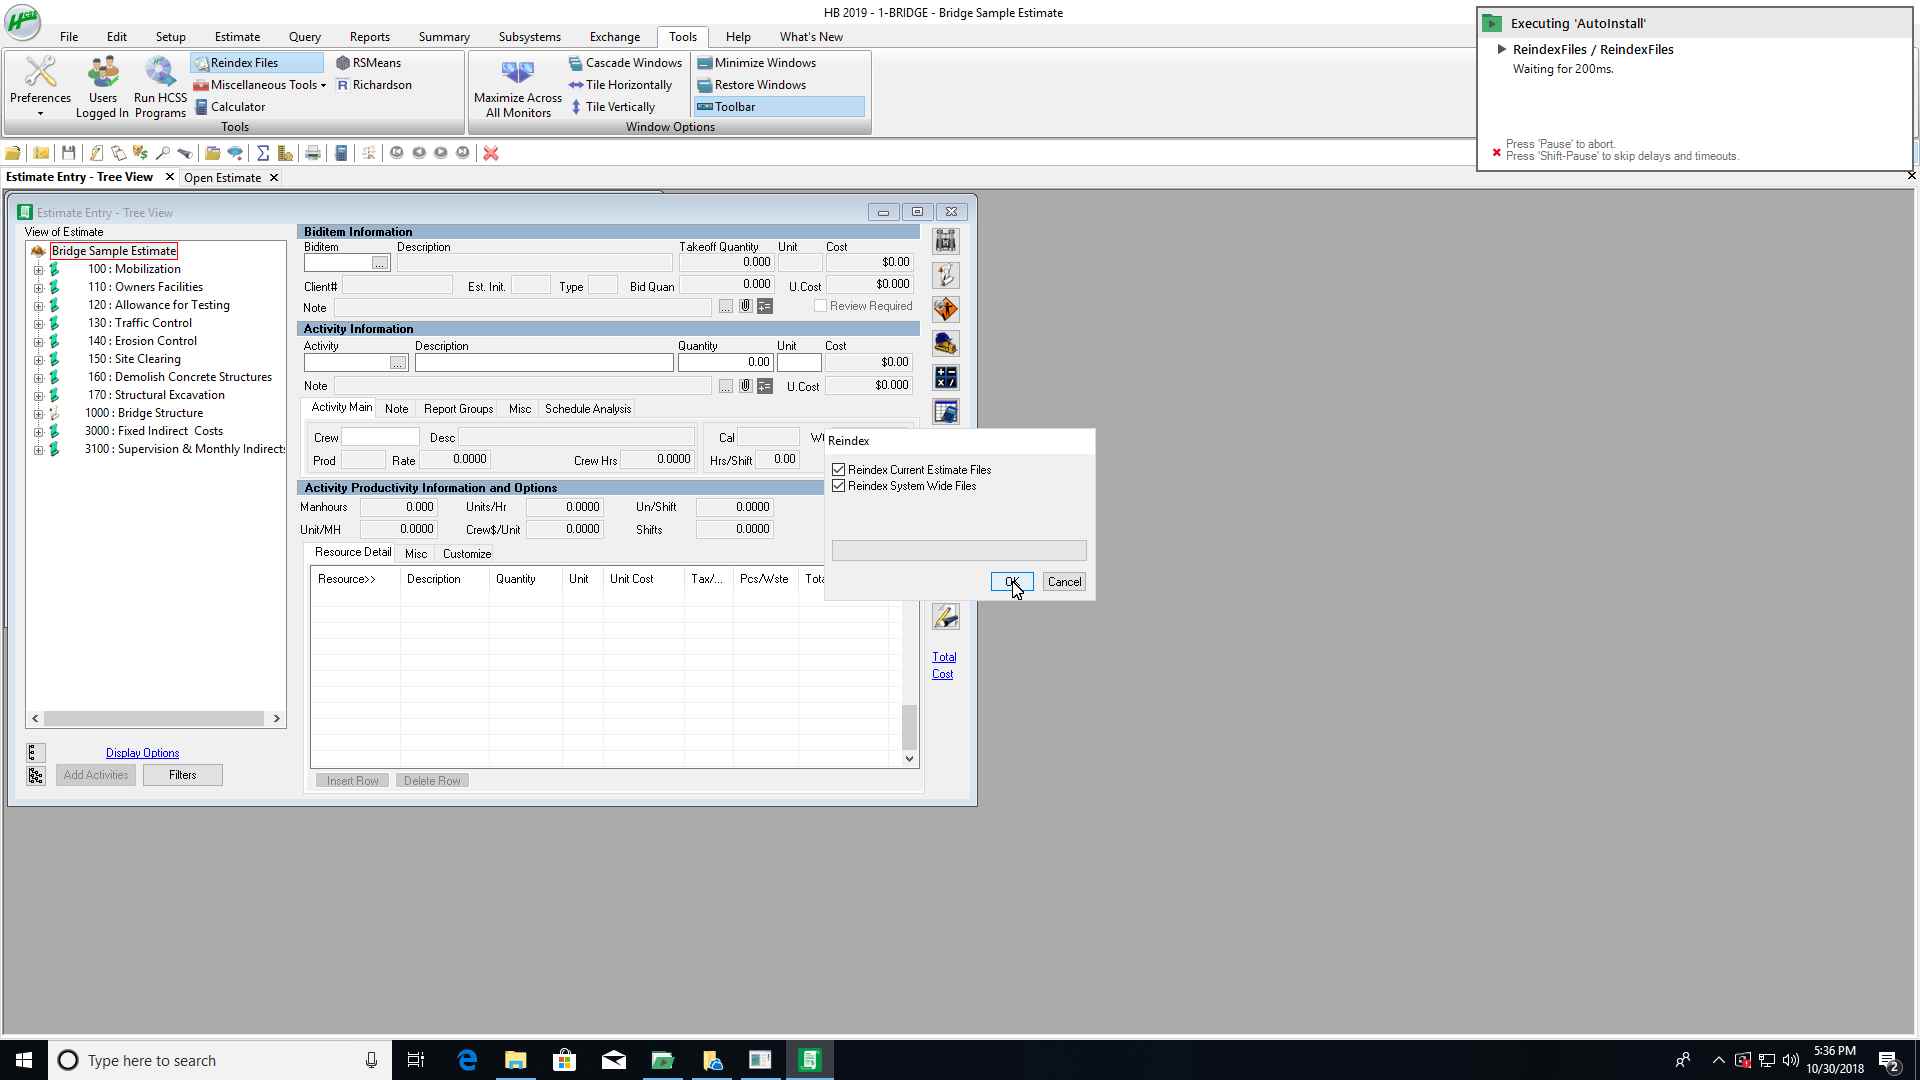 HB 2019 - 1-BRIDGE - Bridge Sample Estimate
File Edit Setup Estimate Query Reports Summary Subsystems Exchange Tools Help What's New
Preferences
Users Logged In
Run HCSS Programs
Reindex Files
Miscellaneous Tools
Calculator
RSMeans
Richardson
Tools
Maximize Across All Monitors
Cascade Windows
Tile Horizontally
Tile Vertically
Minimize Windows
Restore Windows
Toolbar
Window Options
Executing 'AutoInstall'
ReindexFiles / ReindexFiles
Waiting for 200ms.
Press 'Pause' to abort.
Press 'Shift-Pause' to skip delays and timeouts.
Estimate Entry - Tree View
Open Estimate
Estimate Entry - Tree View
View of Estimate
Bridge Sample Estimate
100 : Mobilization
110 : Owners Facilities
120 : Allowance for Testing
130 : Traffic Control
140 : Erosion Control
150 : Site Clearing
160 : Demolish Concrete Structures
170 : Structural Excavation
1000 : Bridge Structure
3000 : Fixed Indirect Costs
3100 : Supervision & Monthly Indirects
Display Options
Add Activities Filters
Biditem Information
Biditem Description Takeoff Quantity Unit Cost
... 0.000 $0.00
Client# Est. Init. Type Bid Quan 0.000 U.Cost $0.000
Note ... Review Required
Activity Information
Activity Description Quantity Unit Cost
... 0.00 $0.00
Note ... U.Cost $0.000
Activity Main Note Report Groups Misc Schedule Analysis
Crew Desc Cal
Prod Rate 0.0000 Crew Hrs 0.0000 Hrs/Shift 0.00
Activity Productivity Information and Options
Manhours 0.000 Units/Hr 0.0000 Un/Shift 0.0000
Unit/MH 0.0000 Crew$/Unit 0.0000 Shifts 0.0000
Resource Detail Misc Customize
Resource>> Description Quantity Unit Unit Cost Tax/... Pcs/Wste Tota
Insert Row Delete Row
Total
Cost
Reindex
Reindex Current Estimate Files
Reindex System Wide Files
OK Cancel
Type here to search
5:36 PM
10/30/2018
2